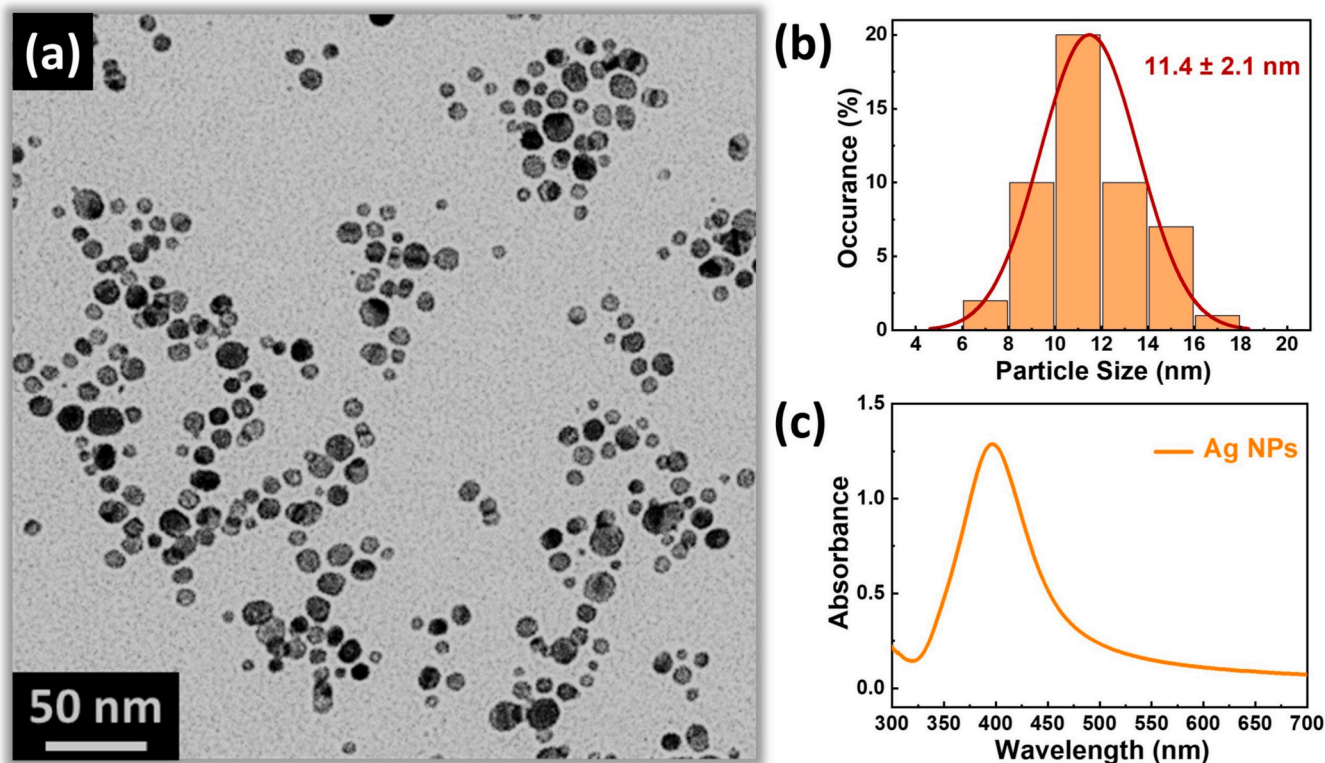 (a)
50 nm
(b)
Occurance (%)
20
15
10
5
0
11.4 ± 2.1 nm
4 6 8 10 12 14 16 18 20
Particle Size (nm)
(c)
Absorbance
1.5
1.0
0.5
0.0
Ag NPs
300 350 400 450 500 550 600 650 700
Wavelength (nm)